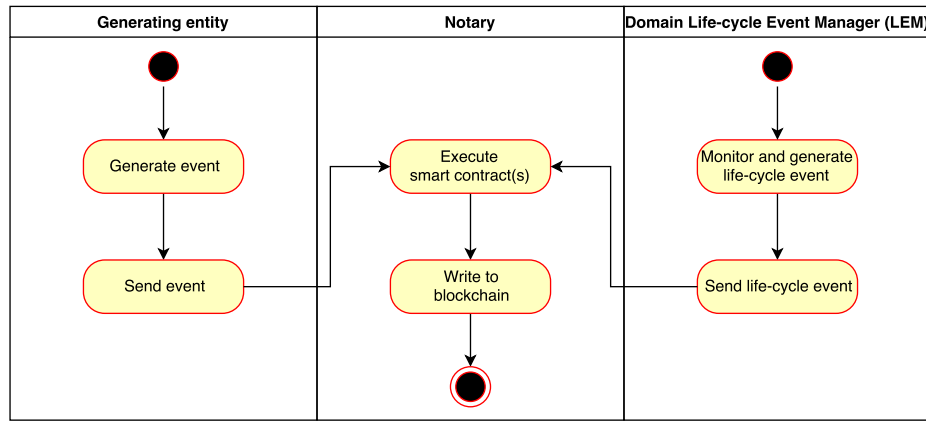 Generating entity
Notary
Domain Life-cycle Event Manager (LEM)
Generate event
Execute
smart contract(s)
Monitor and generate
life-cycle event
Send event
Write to
blockchain
Send life-cycle event